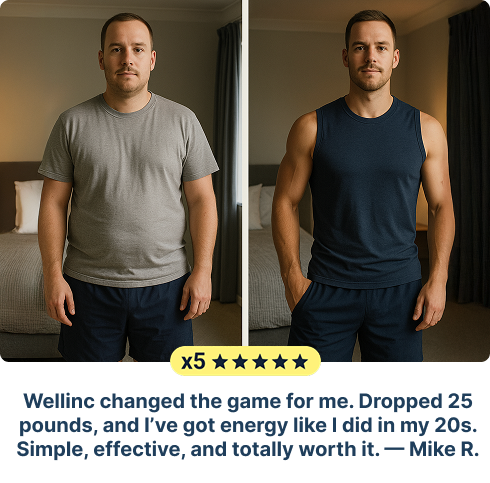 x5 ★★★★★
Wellinc changed the game for me. Dropped 25
pounds, and I’ve got energy like I did in my 20s.
Simple, effective, and totally worth it. — Mike R.